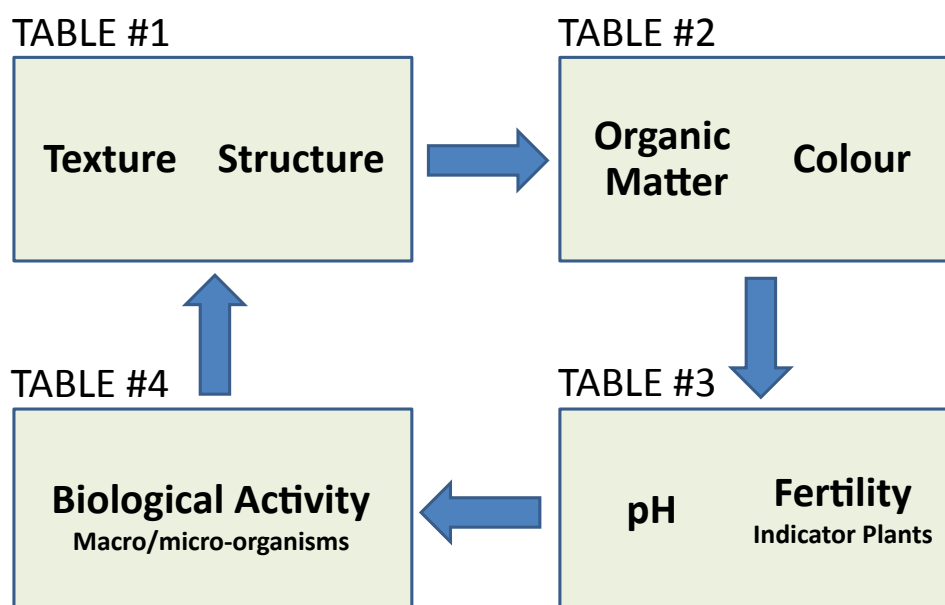 TABLE #1
Texture Structure
TABLE #2
Organic
Matter
Colour
TABLE #3
pH
Fertility
Indicator Plants
TABLE #4
Biological Activity
Macro/micro-organisms